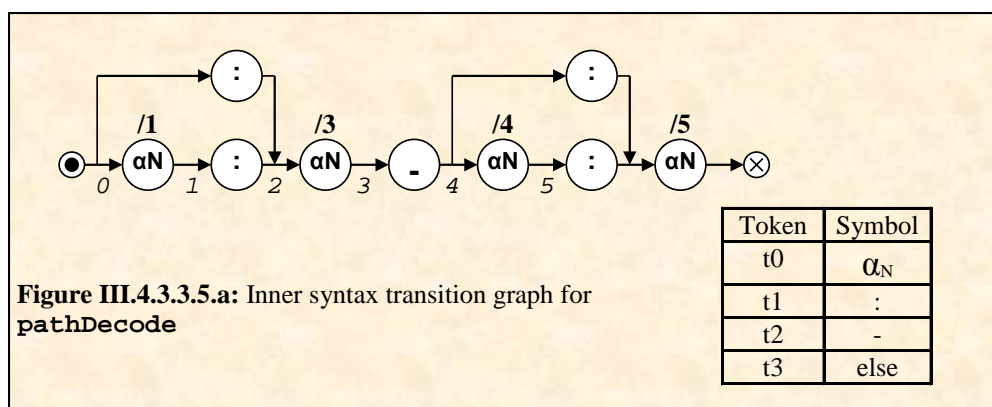 : :
/1 /3 /4 /5
αN : αN - αN : αN
0 1 2 3 4 5
Token Symbol
t0 αN
t1 :
t2 -
t3 else
Figure III.4.3.3.5.a: Inner syntax transition graph for
pathDecode